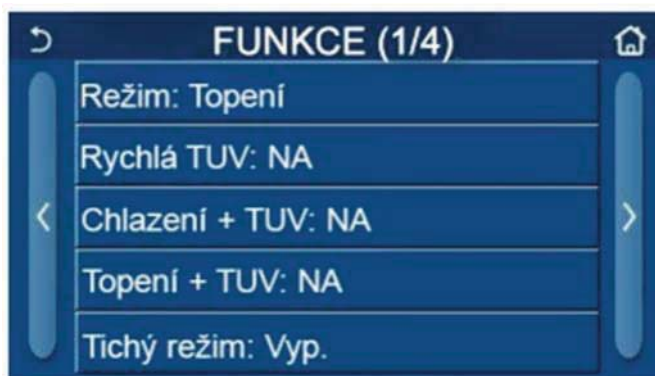 FUNKCE (1/4)
Režim: Topení
Rychlá TUV: NA
Chlazení + TUV: NA
Topení + TUV: NA
Tichý režim: Vyp.